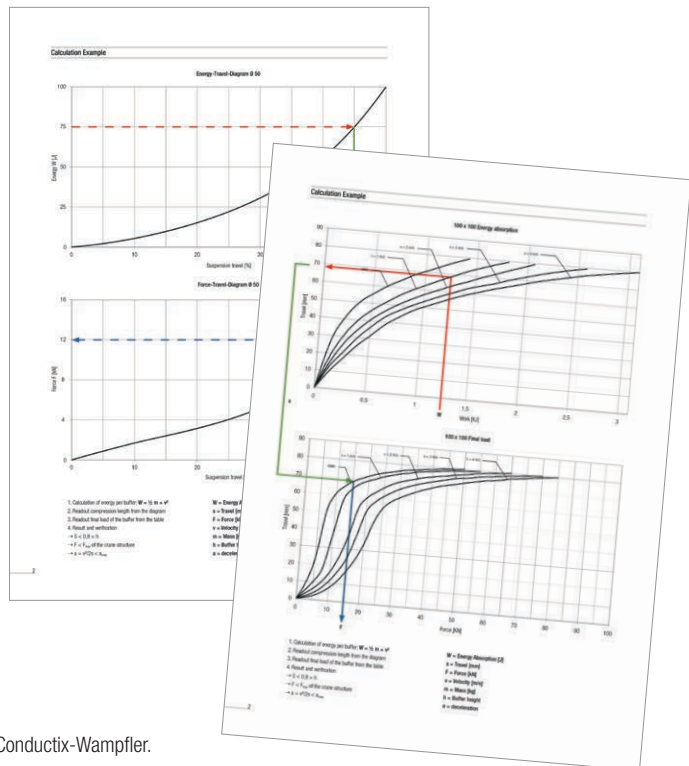 Calculation Example
Energy-Travel-Diagram Ø 50
100
75
50
25
0
Energy W [J]
0
10
20
30
Suspension travel [%]
Force-Travel-Diagram Ø 50
16
12
8
4
0
Force F [kN]
0
10
20
30
Suspension travel
1. Calculation of energy per buffer: W = ½ m × v²
2. Readout compression length from the diagram
3. Readout final load of the buffer from the table
4. Result and verification
→ S < 0,8 × h
of the crane structure
W = Energy A
s = Travel [m
F = Force [k
v = Velocity
m = Mass [
h = Buffer
a = decele
2
Calculation Example
100 x 100 Energy absorption
90
80
70
60
50
40
30
20
10
0
Travel [mm]
0
0,5
1
1,5
2
2,5
3
W
Work [KJ]
s
100 x 100 Final load
90
80
70
60
50
40
30
20
10
0
Travel [mm]
0
10
20
30
40
50
60
70
80
90
100
F
Force [KN]
1. Calculation of energy per buffer: W = ½ m × v²
2. Readout compression length from the diagram
3. Readout final load of the buffer from the table
4. Result and verification
→ S < 0,8 × h
of the crane structure
W = Energy Absorption [J]
s = Travel [mm]
F = Force [kN]
v = Velocity [m/s]
m = Mass [kg]
h = Buffer height
a = deceleration
2
Conductix-Wampfler.